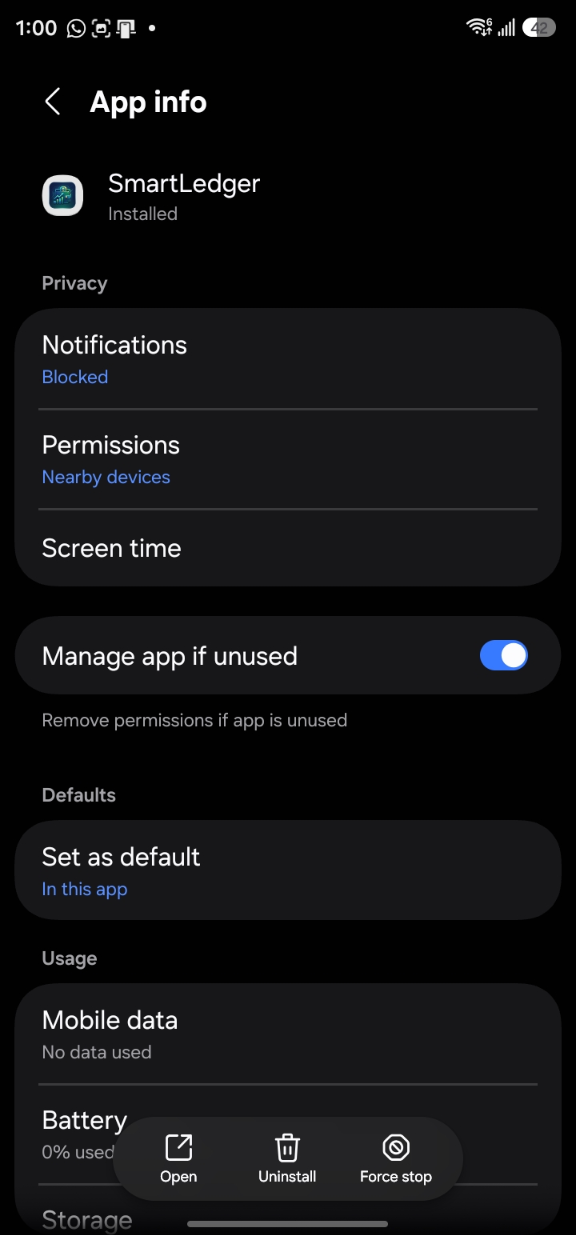 1:00
6
42
App info
SmartLedger
Installed
Privacy
Notifications
Blocked
Permissions
Nearby devices
Screen time
Manage app if unused
Remove permissions if app is unused
Defaults
Set as default
In this app
Usage
Mobile data
No data used
Battery
0% used
Open
Uninstall
Force stop
Storage